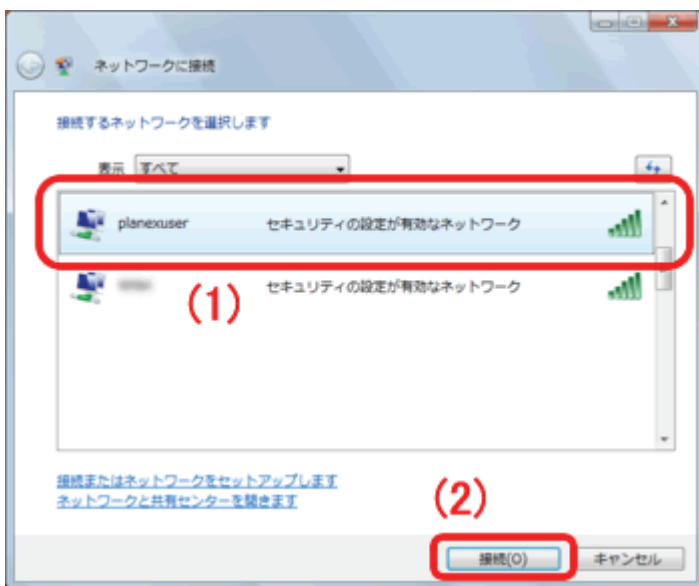 ネットワークに接続
接続するネットワークを選択します
表示 すべて
planexuser セキュリティの設定が有効なネットワーク
セキュリティの設定が有効なネットワーク
(1)
接続またはネットワークをセットアップします
ネットワークと共有センターを開きます
(2)
接続(O) キャンセル